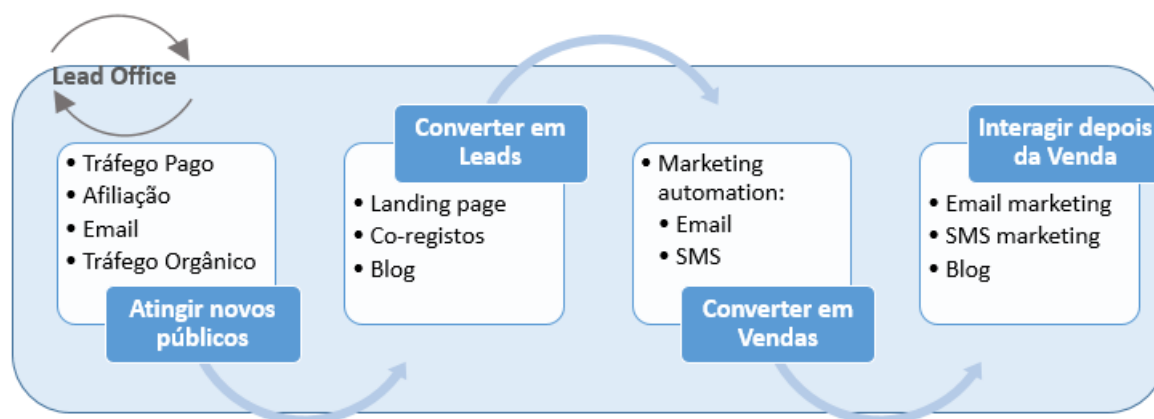 Lead Office
• Tráfego Pago
• Afiliação
• Email
• Tráfego Orgânico
Atingir novos
públicos
Converter em
Leads
• Landing page
• Co-registos
• Blog
• Marketing
automation:
• Email
• SMS
Converter em
Vendas
Interagir depois
da Venda
• Email marketing
• SMS marketing
• Blog